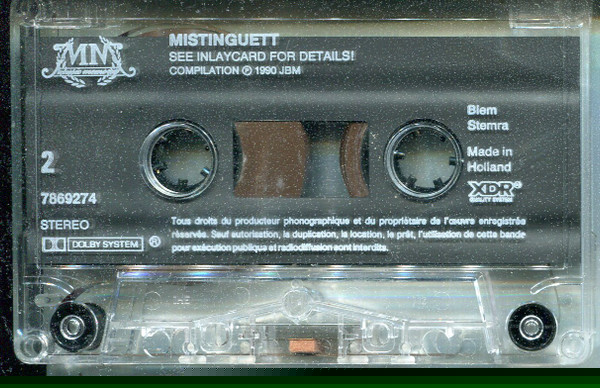 MN
MISTINGUETT
SEE INLAYCARD FOR DETAILS!
COMPILATION ℗ 1990 JBM
Biem
Stemra
2
Made in
Holland
7869274
XDR
QUALITY SYSTEM
STEREO
DOLBY SYSTEM ®
Tous droits du producteur phonographique et du propriétaire de l'œuvre enregistrée
réservés. Sauf autorisation, la duplication, la location, le prêt, l'utilisation de cette bande
pour exécution publique et radiodiffusion sont interdits.